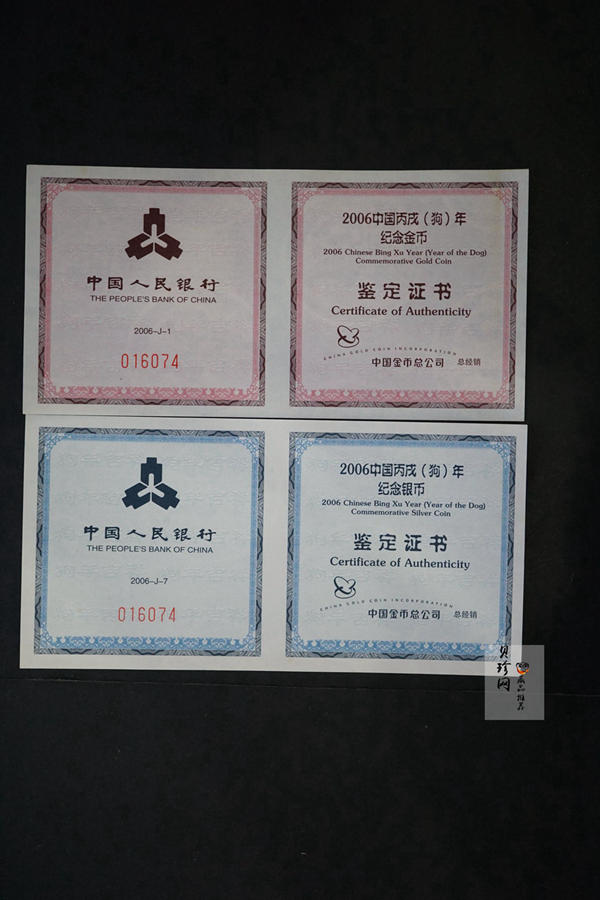 中国人民银行
THE PEOPLE'S BANK OF CHINA
2006-J-1
016074
2006中国丙戌（狗）年
纪念金币
2006 Chinese Bing Xu Year (Year of the Dog)
Commemorative Gold Coin
鉴定证书
Certificate of Authenticity
CHINA GOLD COIN INCORPORATION
中国金币总公司 总经销
中国人民银行
THE PEOPLE'S BANK OF CHINA
2006-J-7
016074
2006中国丙戌（狗）年
纪念银币
2006 Chinese Bing Xu Year (Year of the Dog)
Commemorative Silver Coin
鉴定证书
Certificate of Authenticity
CHINA GOLD COIN INCORPORATION
中国金币总公司 总经销
贝珍网
藏品推荐